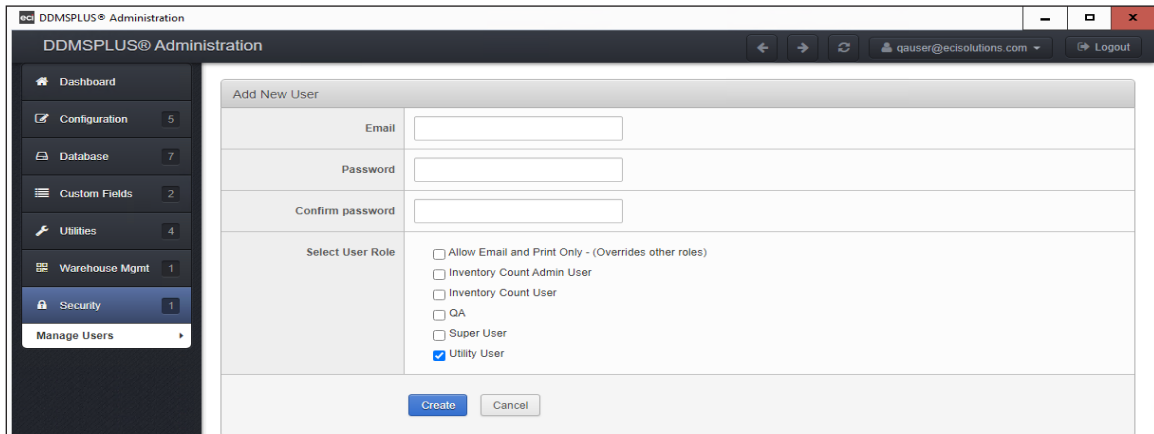 eci DDMSPLUS® Administration
DDMSPLUS® Administration
qauser@ecisolutions.com
Logout
Dashboard
Configuration 5
Database 7
Custom Fields 2
Utilities 4
Warehouse Mgmt 1
Security 1
Manage Users
Add New User
Email
Password
Confirm password
Select User Role
Allow Email and Print Only - (Overrides other roles)
Inventory Count Admin User
Inventory Count User
QA
Super User
Utility User
Create
Cancel